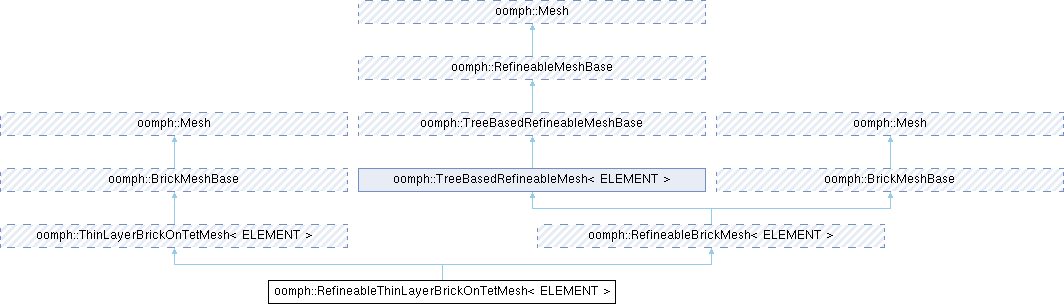 oomph::Mesh
oomph::RefineableMeshBase
oomph::Mesh
oomph::TreeBasedRefineableMeshBase
oomph::Mesh
oomph::BrickMeshBase
oomph::TreeBasedRefineableMesh< ELEMENT >
oomph::BrickMeshBase
oomph::ThinLayerBrickOnTetMesh< ELEMENT >
oomph::RefineableBrickMesh< ELEMENT >
oomph::RefineableThinLayerBrickOnTetMesh< ELEMENT >